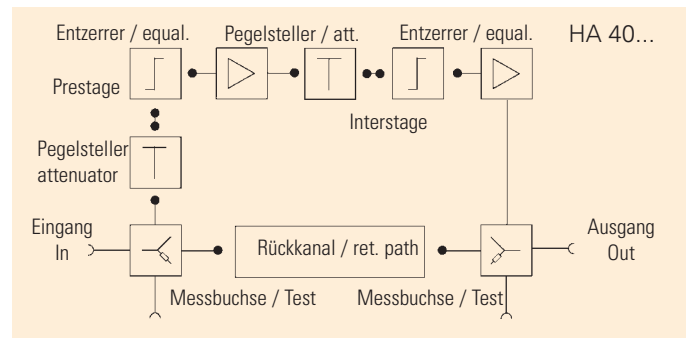 Entzerrer / equal.
Pegelsteller / att.
Entzerrer / equal.
HA 40...
Prestage
Interstage
Pegelsteller
attenuator
Eingang
In
Rückkanal / ret. path
Ausgang
Out
Messbuchse / Test
Messbuchse / Test